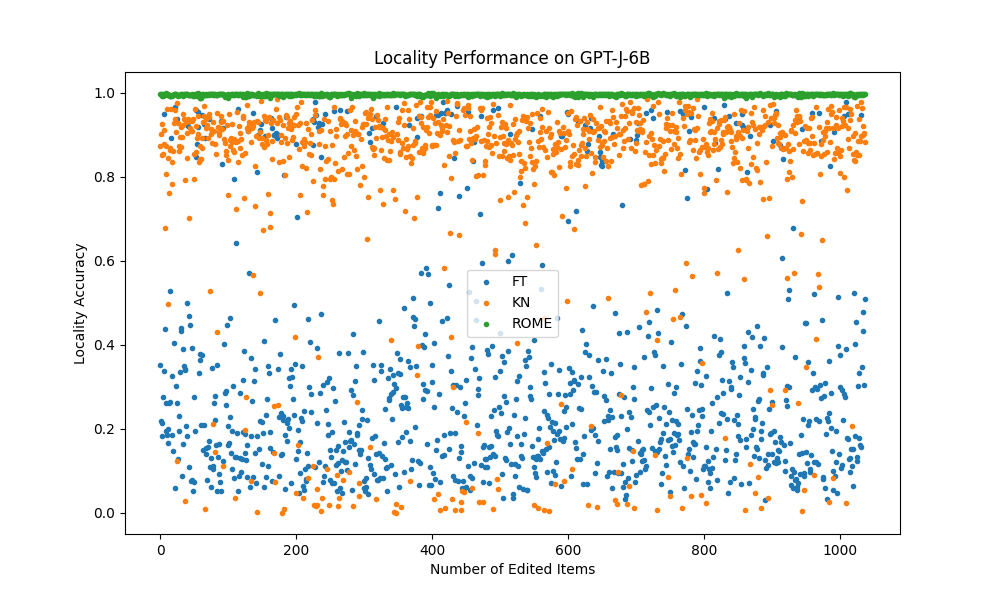 Locality Performance on GPT-J-6B
Locality Accuracy
1.0
0.8
0.6
0.4
0.2
0.0
FT
KN
ROME
0 200 400 600 800 1000
Number of Edited Items